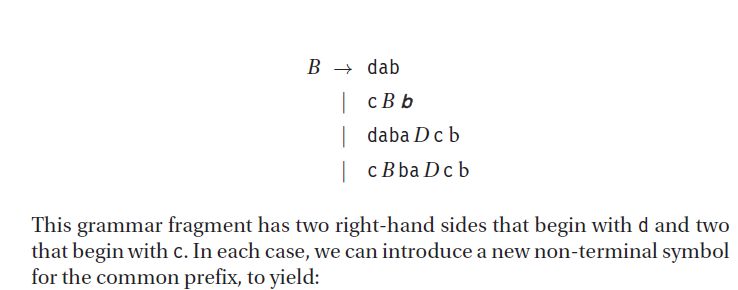 B → dab
| c B b
| daba D c b
| c B ba D c b
This grammar fragment has two right-hand sides that begin with d and two
that begin with c. In each case, we can introduce a new non-terminal symbol
for the common prefix, to yield: